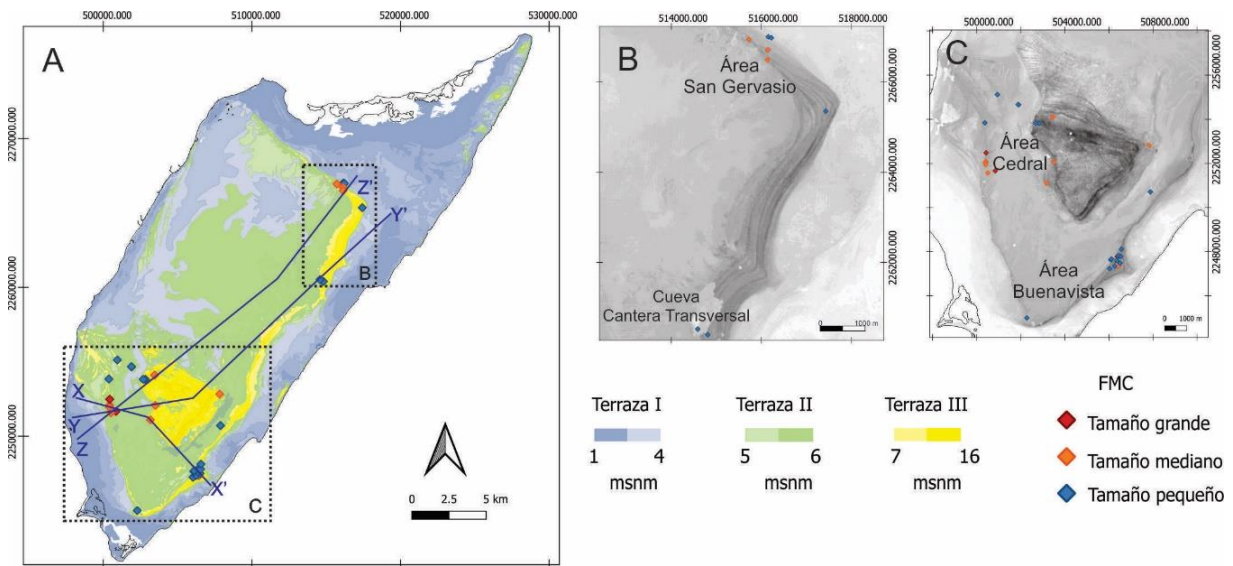 500000.000
510000.000
520000.000
530000.000
A
2270000.000
2260000.000
2250000.000
Z'
Y'
B
X
Y
Z
X'
C
0 2.5 5 km
514000.000
516000.000
518000.000
B
Área
San Gervasio
Cueva
Cantera Transversal
2266000.000
2264000.000
2262000.000
0 1000 m
500000.000
504000.000
508000.000
C
Área
Cedral
Área
Buenavista
2256000.000
2252000.000
2248000.000
0 1000 m
Terraza I
1 4
msnm
Terraza II
5 6
msnm
Terraza III
7 16
msnm
FMC
Tamaño grande
Tamaño mediano
Tamaño pequeño